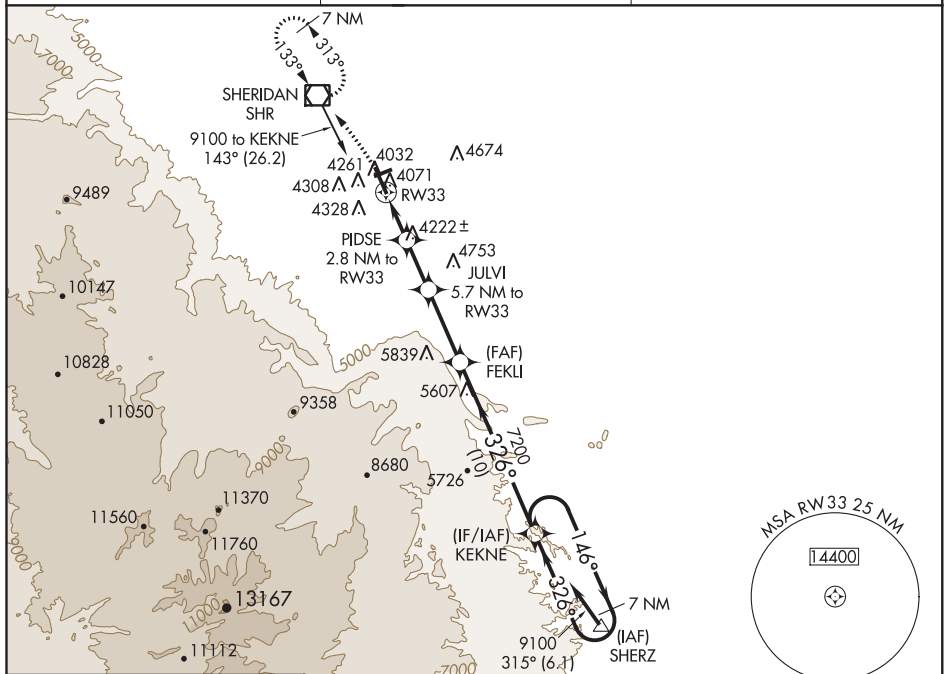 7 NM
5000
7000
133°
313°
SHERIDAN
SHR
9100 to KEKNE
143° (26.2)
4032
4674
4261
4071
4308
RW33
4328
9489
4222±
PIDSE
2.8 NM to
RW33
4753
JULVI
5.7 NM to
RW33
10147
5000
5839
(FAF)
FEKLI
10828
5607
9358
11050
7200
326°
(10)
9000
8680
5726
11370
11560
11760
(IF/IAF)
KEKNE
146°
MSA RW33 25 NM
14400
326°
7 NM
13167
11000
9100
315° (6.1)
(IAF)
SHERZ
11112
7000